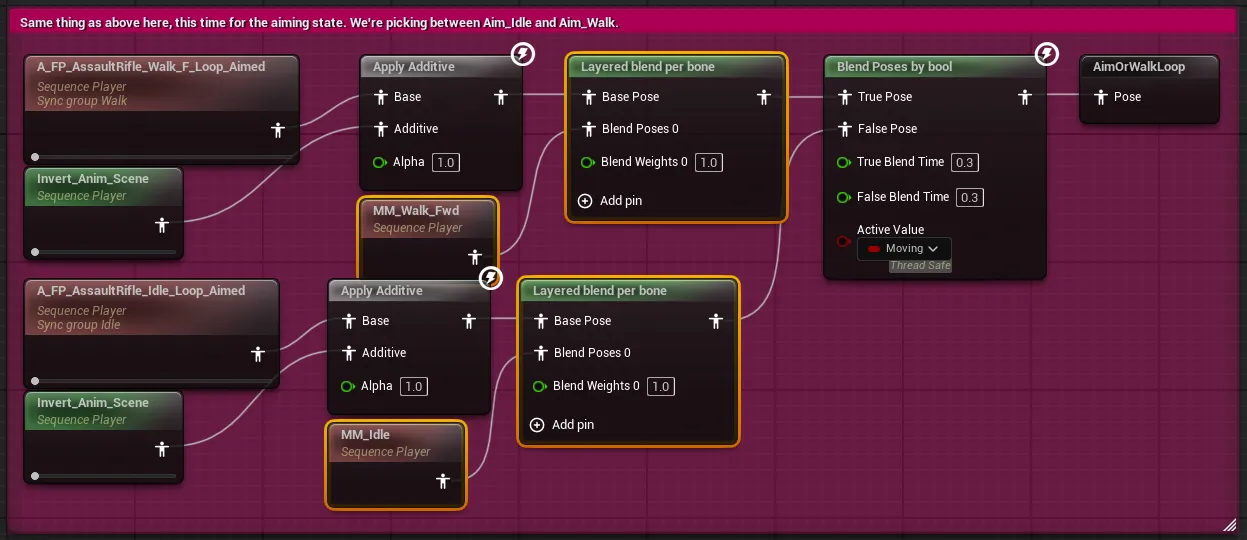 Same thing as above here, this time for the aiming state. We're picking between Aim_Idle and Aim_Walk.
A_FP_AssaultRifle_Walk_F_Loop_Aimed
Sequence Player
Sync group Walk
Invert_Anim_Scene
Sequence Player
Apply Additive
Base
Additive
Alpha 1.0
MM_Walk_Fwd
Sequence Player
Layered blend per bone
Base Pose
Blend Poses 0
Blend Weights 0 1.0
Add pin
Blend Poses by bool
True Pose
False Pose
True Blend Time 0.3
False Blend Time 0.3
Active Value
Moving
Thread Safe
AimOrWalkLoop
Pose
A_FP_AssaultRifle_Idle_Loop_Aimed
Sequence Player
Sync group Idle
Invert_Anim_Scene
Sequence Player
Apply Additive
Base
Additive
Alpha 1.0
MM_Idle
Sequence Player
Layered blend per bone
Base Pose
Blend Poses 0
Blend Weights 0 1.0
Add pin